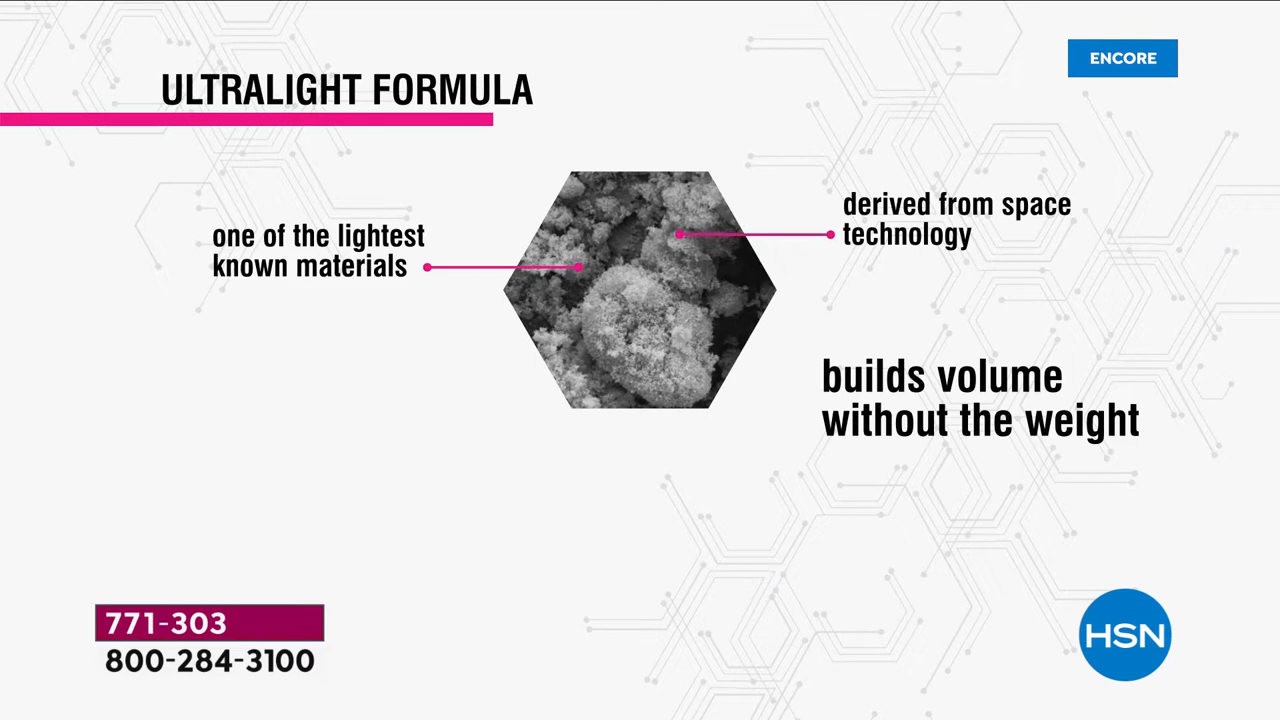 ENCORE
ULTRALIGHT FORMULA
derived from space
technology
one of the lightest
known materials
builds volume
without the weight
771-303
800-284-3100
HSN